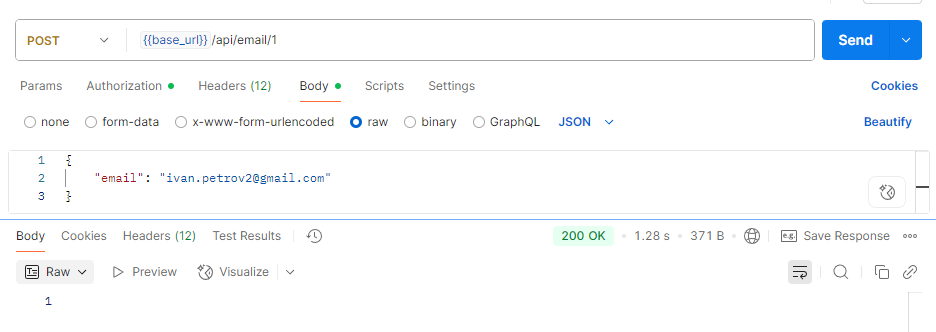 POST {{base_url}} /api/email/1 Send
Params Authorization Headers (12) Body Scripts Settings Cookies
none form-data x-www-form-urlencoded raw binary GraphQL JSON Beautify
1 {
2 "email": "ivan.petrov2@gmail.com"
3 }
Body Cookies Headers (12) Test Results 200 OK • 1.28 s • 371 B • e.g. Save Response
Raw Preview Visualize
1